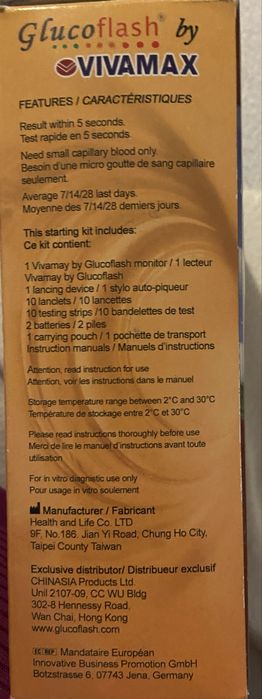 Glucoflash® by
VIVAMAX
FEATURES / CARACTÉRISTIQUES
Result within 5 seconds.
Test rapide en 5 seconds.
Need small capillary blood only.
Besoin d'une micro goutte de sang capillaire
seulement.
Average 7/14/28 last days.
Moyenne des 7/14/28 derniers jours.
This starting kit includes:
Ce kit contient:
1 Vivamay by Glucoflash monitor / 1 lecteur
Vivamay by Glucoflash
1 lancing device / 1 stylo auto-piqueur
10 lanclets / 10 lancettes
10 testing strips /10 bandelettes de test
2 batteries / 2 piles
1 carrying pouch / 1 pochette de transport
Instruction manuals / Manuels d'instructions
Attention, read instruction for use
Attention, voir les instructions dans le manuel
Storage temperature range between 2°C and 30°C
Température de stockage entre 2°C et 30°C
Please read instructions thoroughly before use
Merci de lire le manuel d'instructions avant toute
utilisation
For in vitro diagnostic use only
Pour usage in vitro soulement
Manufacturer / Fabricant
Health and Life Co. LTD
9F, No.186. Jian Yi Road, Chung Ho City,
Taipei County Taiwan
Exclusive distributor/ Distribueur exclusif
CHINASIA Products Ltd.
Unil 2107-09, CC WU Bldg
302-8 Hennessy Road,
Wan Chai, Hong Kong
www.glucoflash.com
EC REP Mandataire Européan
Innovative Business Promotion GmbH
Botzstrasse 6, 07743 Jena, Germany